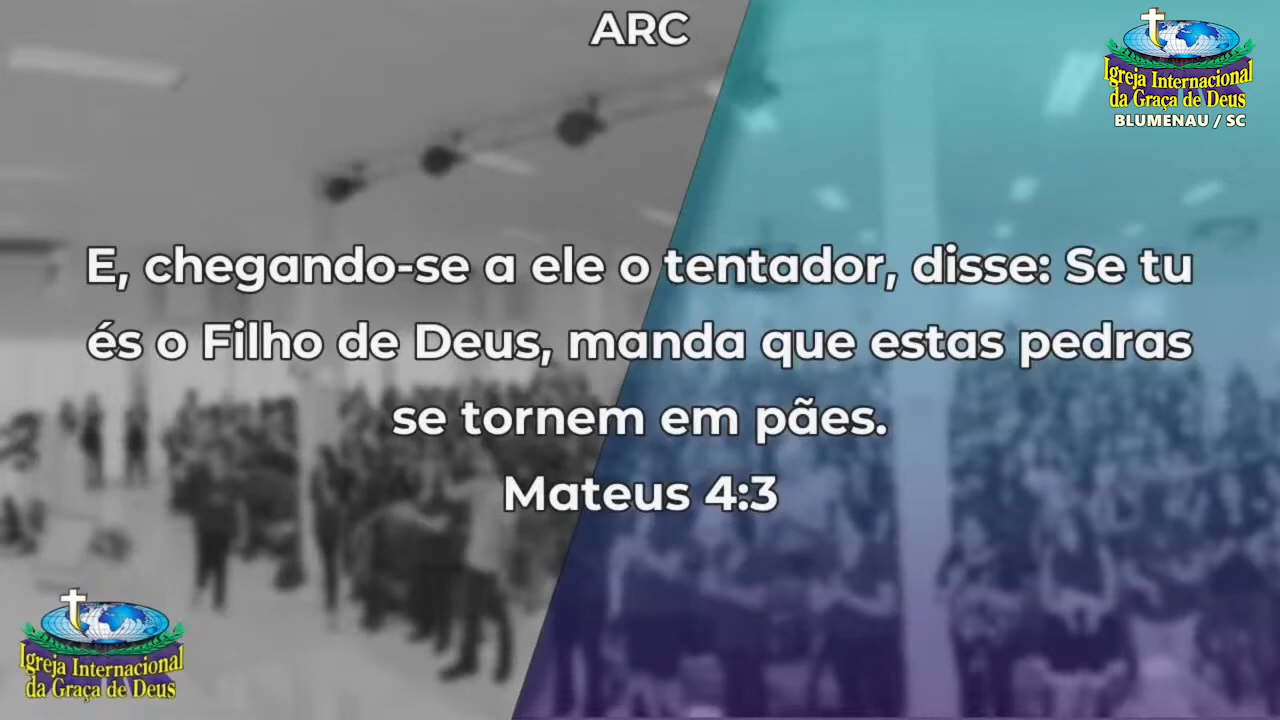 ARC
Igreja Internacional
da Graça de Deus
BLUMENAU / SC
E, chegando-se a ele o tentador, disse: Se tu
és o Filho de Deus, manda que estas pedras
se tornem em pães.
Mateus 4:3
Igreja Internacional
da Graça de Deus